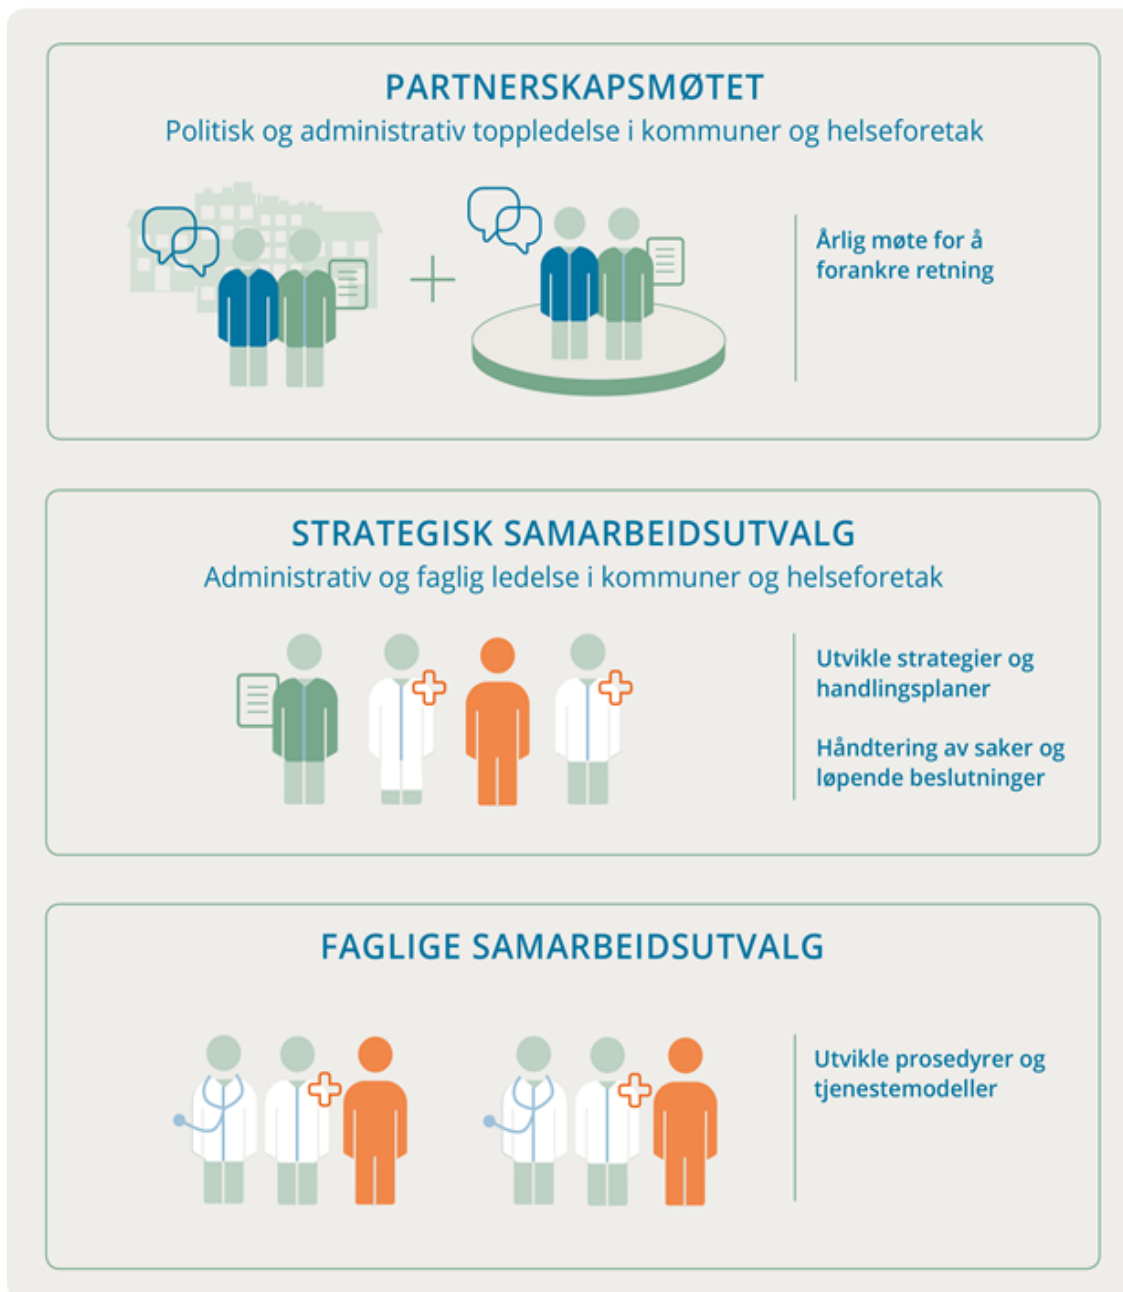 PARTNERSKAPSMØTET
Politisk og administrativ toppledelse i kommuner og helseforetak
Årlig møte for å
forankre retning
STRATEGISK SAMARBEIDSUTVALG
Administrativ og faglig ledelse i kommuner og helseforetak
Utvikle strategier og
handlingsplaner
Håndtering av saker og
løpende beslutninger
FAGLIGE SAMARBEIDSUTVALG
Utvikle prosedyrer og
tjenestemodeller